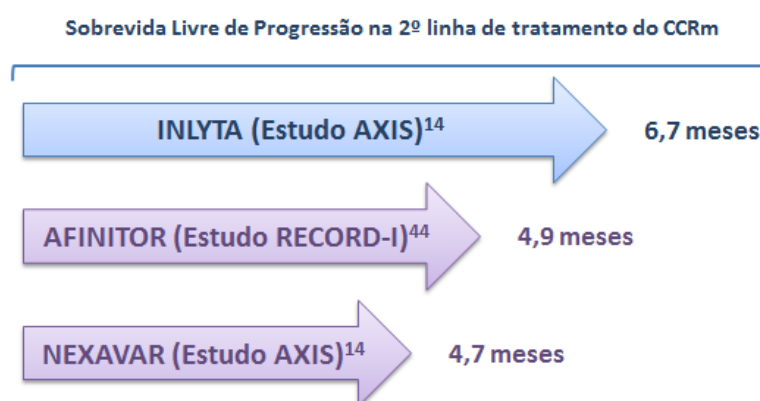 Sobrevida Livre de Progressão na 2º linha de tratamento do CCRm
INLYTA (Estudo AXIS)14 6,7 meses
AFINITOR (Estudo RECORD-I)44 4,9 meses
NEXAVAR (Estudo AXIS)14 4,7 meses